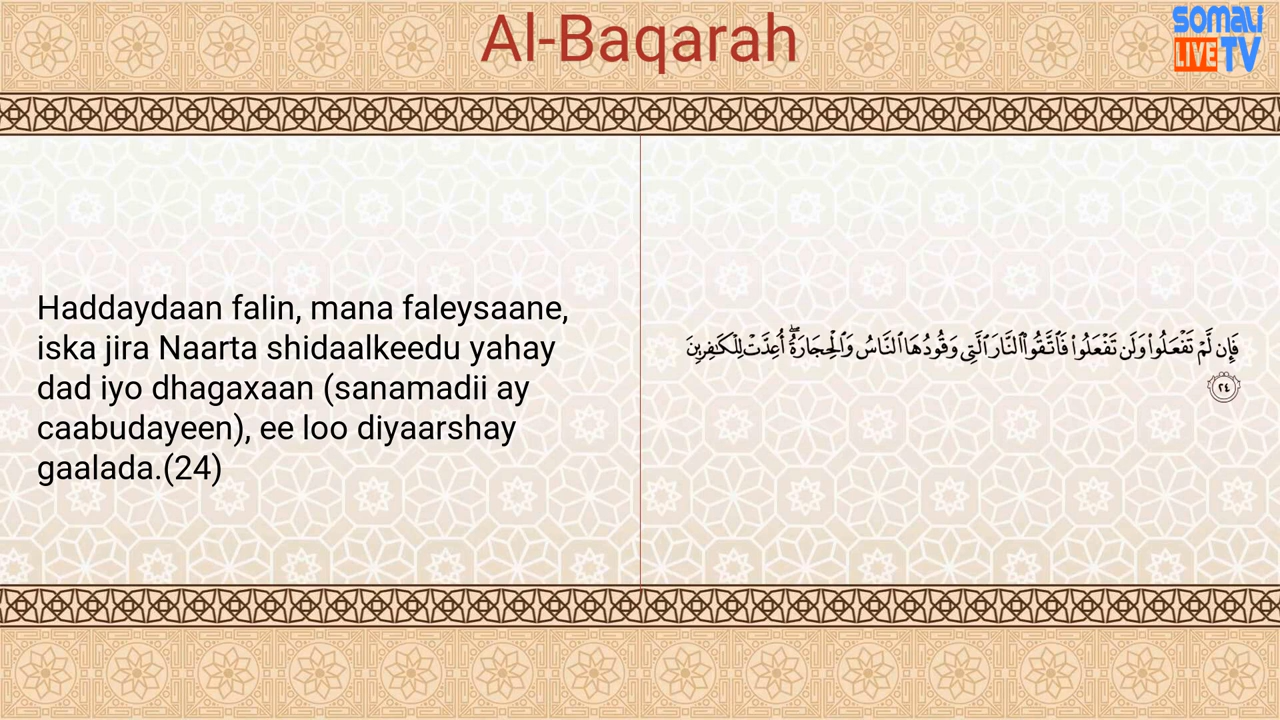 Al-Baqarah
somali
LIVE TV
Haddaydaan falin, mana faleysaane,
iska jira Naarta shidaalkeedu yahay
dad iyo dhagaxaan (sanamadii ay
caabudayeen), ee loo diyaarshay
gaalada.(24)
فَإِن لَّمْ تَفْعَلُوا۟ وَلَن تَفْعَلُوا۟ فَٱتَّقُوا۟ ٱلنَّارَ ٱلَّتِى وَقُودُهَا ٱلنَّاسُ وَٱلْحِجَارَةُ ۖ أُعِدَّتْ لِلْكَـٰفِرِينَ
٢٤